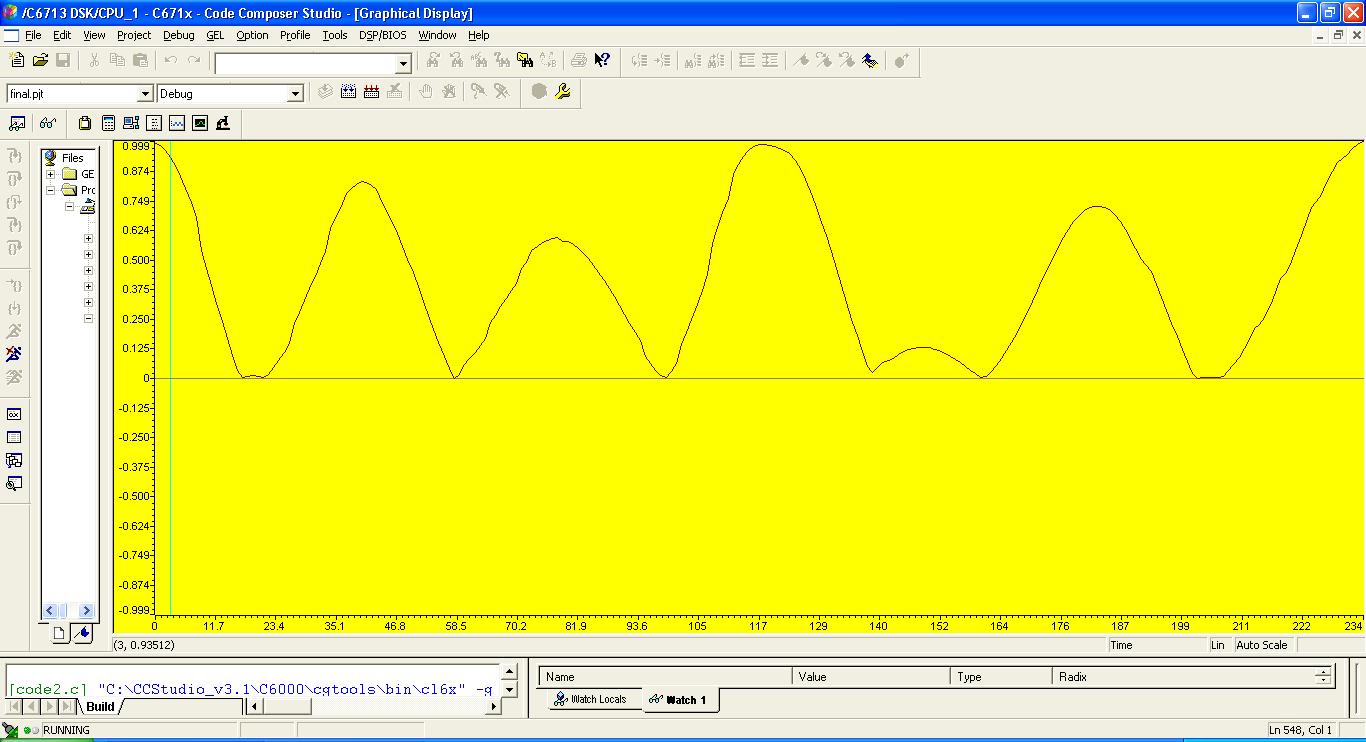 /C6713 DSK/CPU_1 - C671x - Code Composer Studio - [Graphical Display]
File Edit View Project Debug GEL Option Profile Tools DSP/BIOS Window Help
final.pjt Debug
Files
GE
Prc
0.999
0.874
0.749
0.624
0.500
0.375
0.250
0.125
0
-0.125
-0.250
-0.375
-0.500
-0.624
-0.749
-0.874
-0.999
0 11.7 23.4 35.1 46.8 58.5 70.2 81.9 93.6 105 117 129 140 152 164 176 187 199 211 222 234
(3, 0.93512) Time Lin Auto Scale
[code2.c] "C:\CCStudio_v3.1\C6000\cgtools\bin\cl6x" -g
Build
Name Value Type Radix
Watch Locals Watch 1
RUNNING Ln 548, Col 1